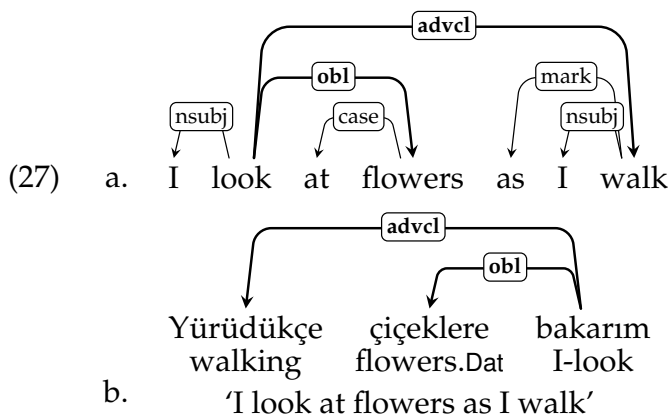 advcl
obl mark
nsubj case nsubj
(27) a. I look at flowers as I walk
advcl
obl
Yürüdükçe çiçeklere bakarım
walking flowers.Dat I-look
b. ‘I look at flowers as I walk’